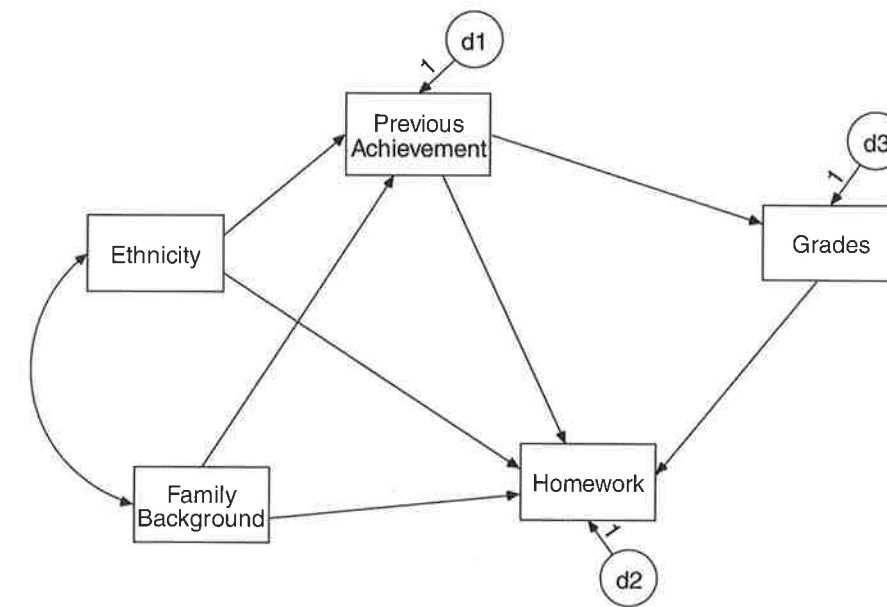 d1
1
Previous
Achievement
d3
1
Grades
Ethnicity
Homework
Family
Background
1
d2